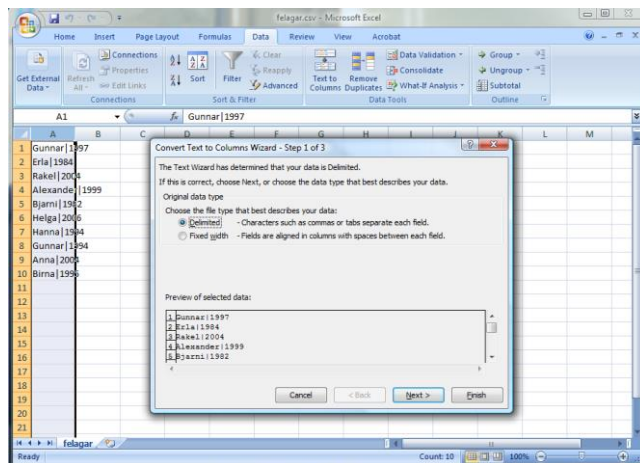 felagar.csv - Microsoft Excel
Home Insert Page Layout Formulas Data Review View Acrobat
Get External Data
Refresh All
Connections
Properties
Edit Links
Connections
Sort
Filter
Clear
Reapply
Advanced
Sort & Filter
Text to Columns
Remove Duplicates
Data Validation
Consolidate
What-If Analysis
Data Tools
Group
Ungroup
Subtotal
Outline
A1 fx Gunnar|1997
A B C D E F G H I J K L M
1 Gunnar|1997
2 Erla|1984
3 Rakel|2004
4 Alexande|1999
5 Bjarni|1982
6 Helga|2006
7 Hanna|1994
8 Gunnar|1994
9 Anna|2004
10 Birna|1996
11
12
13
14
15
16
17
18
19
20
21
Convert Text to Columns Wizard - Step 1 of 3
The Text Wizard has determined that your data is Delimited.
If this is correct, choose Next, or choose the data type that best describes your data.
Original data type
Choose the file type that best describes your data:
Delimited - Characters such as commas or tabs separate each field.
Fixed width - Fields are aligned in columns with spaces between each field.
Preview of selected data:
1 Gunnar|1997
2 Erla|1984
3 Rakel|2004
4 Alexander|1999
5 Bjarni|1982
Cancel < Back Next > Finish
felagar
Ready Count: 10 100%